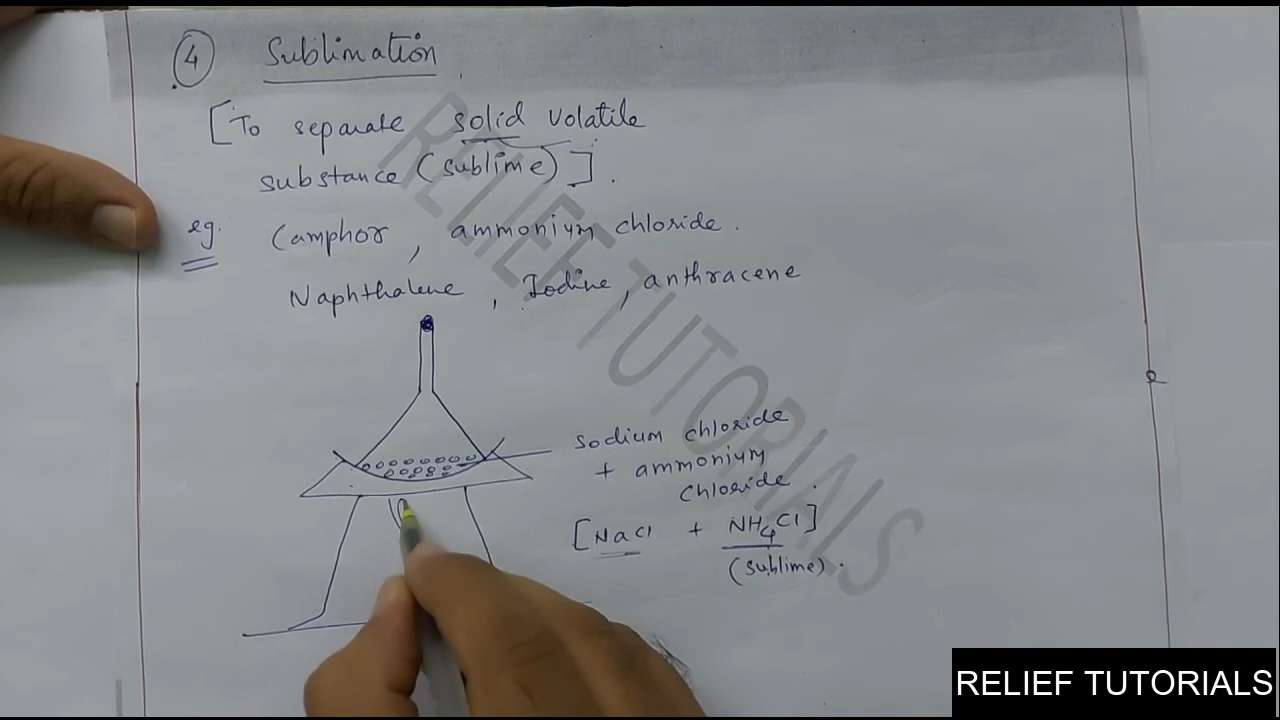 4 Sublimation
[To separate solid volatile
substance (sublime)].
eg. Camphor, ammonium chloride.
Naphthalene, Iodine, anthracene
sodium chloride
+ ammonium
chloride.
[NaCl + NH4Cl]
(sublime).
RELIEF TUTORIALS
RELIEF TUTORIALS